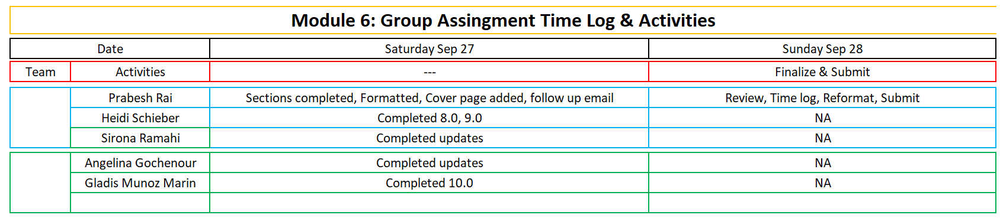 Module 6: Group Assingment Time Log & Activities
Date Saturday Sep 27 Sunday Sep 28
Team Activities --- Finalize & Submit
Prabesh Rai Sections completed, Formatted, Cover page added, follow up email Review, Time log, Reformat, Submit
Heidi Schieber Completed 8.0, 9.0 NA
Sirona Ramahi Completed updates NA
Angelina Gochenour Completed updates NA
Gladis Munoz Marin Completed 10.0 NA